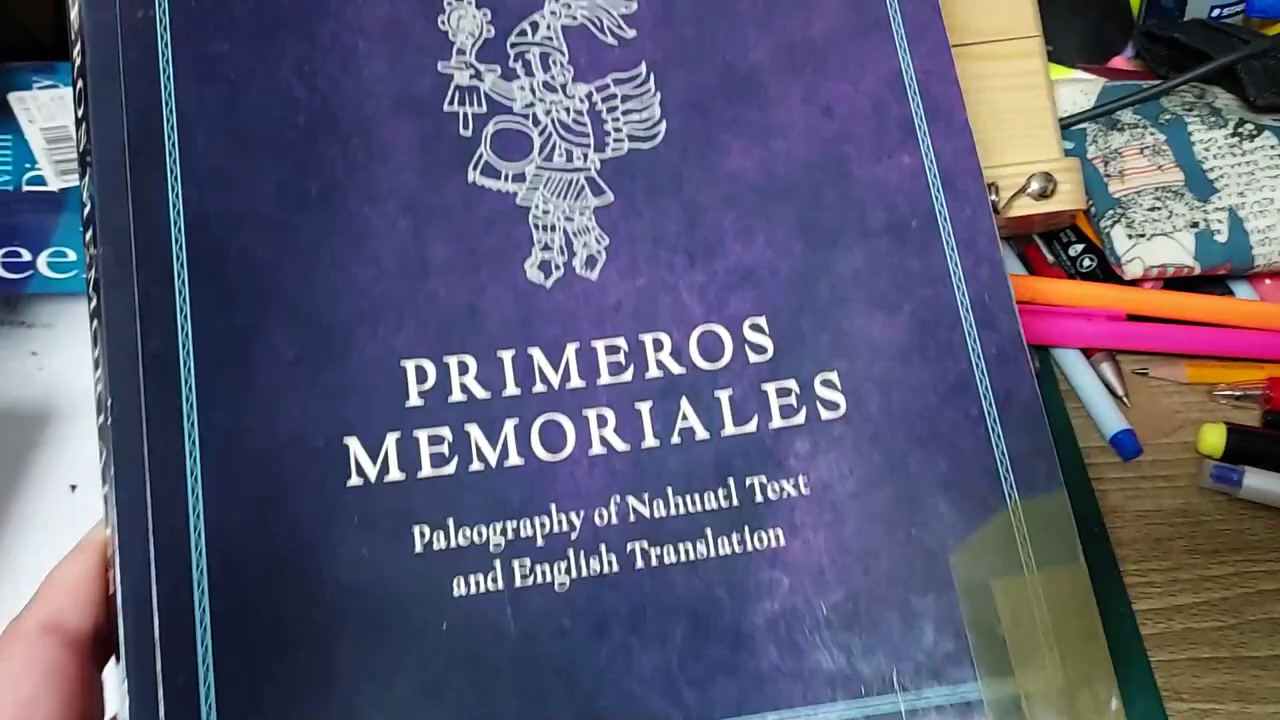 PRIMEROS
MEMORIALES
Paleography of Nahuatl Text
and English Translation